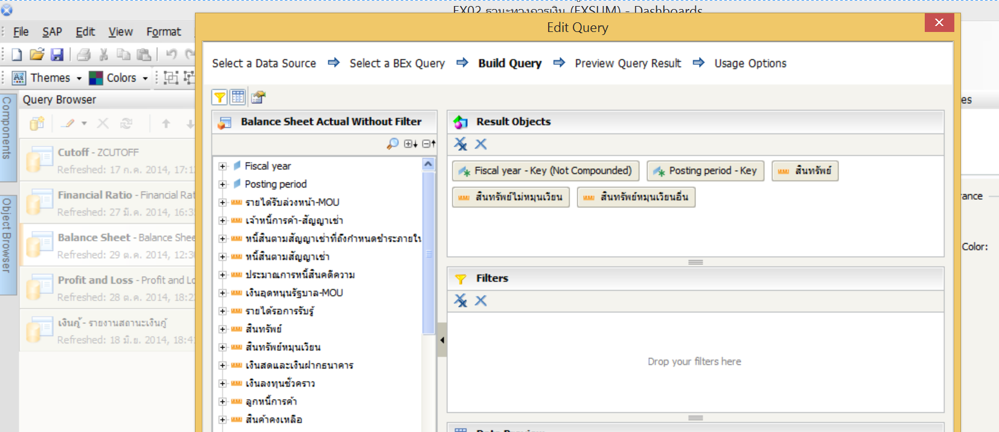 FX02 ฐานะทางการเงิน (FXSUM) - Dashboards
Edit Query
File SAP Edit View Format
Select a Data Source Select a BEx Query Build Query Preview Query Result Usage Options
Themes Colors
Components
Object Browser
Query Browser
Cutoff - ZCUTOFF
Refreshed: 17 ก.ค. 2014, 17:1
Financial Ratio - Financial Rat
Refreshed: 27 มี.ค. 2014, 16:3
Balance Sheet - Balance Shee
Refreshed: 29 ต.ค. 2014, 12:3
Profit and Loss - Profit and Lo
Refreshed: 28 ต.ค. 2014, 18:2
เงินกู้ - รายงานสถานะเงินกู้
Refreshed: 18 มิ.ย. 2014, 18:4
Balance Sheet Actual Without Filter
Fiscal year
Posting period
รายได้รับล่วงหน้า-MOU
เจ้าหนี้การค้า-สัญญาเช่า
หนี้สินตามสัญญาเช่าที่ถึงกำหนดชำระภายใน
หนี้สินตามสัญญาเช่า
ประมาณการหนี้สินคดีความ
เงินอุดหนุนรัฐบาล-MOU
รายได้รอการรับรู้
สินทรัพย์
สินทรัพย์หมุนเวียน
เงินสดและเงินฝากธนาคาร
เงินลงทุนชั่วคราว
ลูกหนี้การค้า
สินค้าคงเหลือ
Result Objects
Fiscal year - Key (Not Compounded) Posting period - Key สินทรัพย์
สินทรัพย์ไม่หมุนเวียน สินทรัพย์หมุนเวียนอื่น
Filters
Drop your filters here
Data Preview
es
rance
Color: